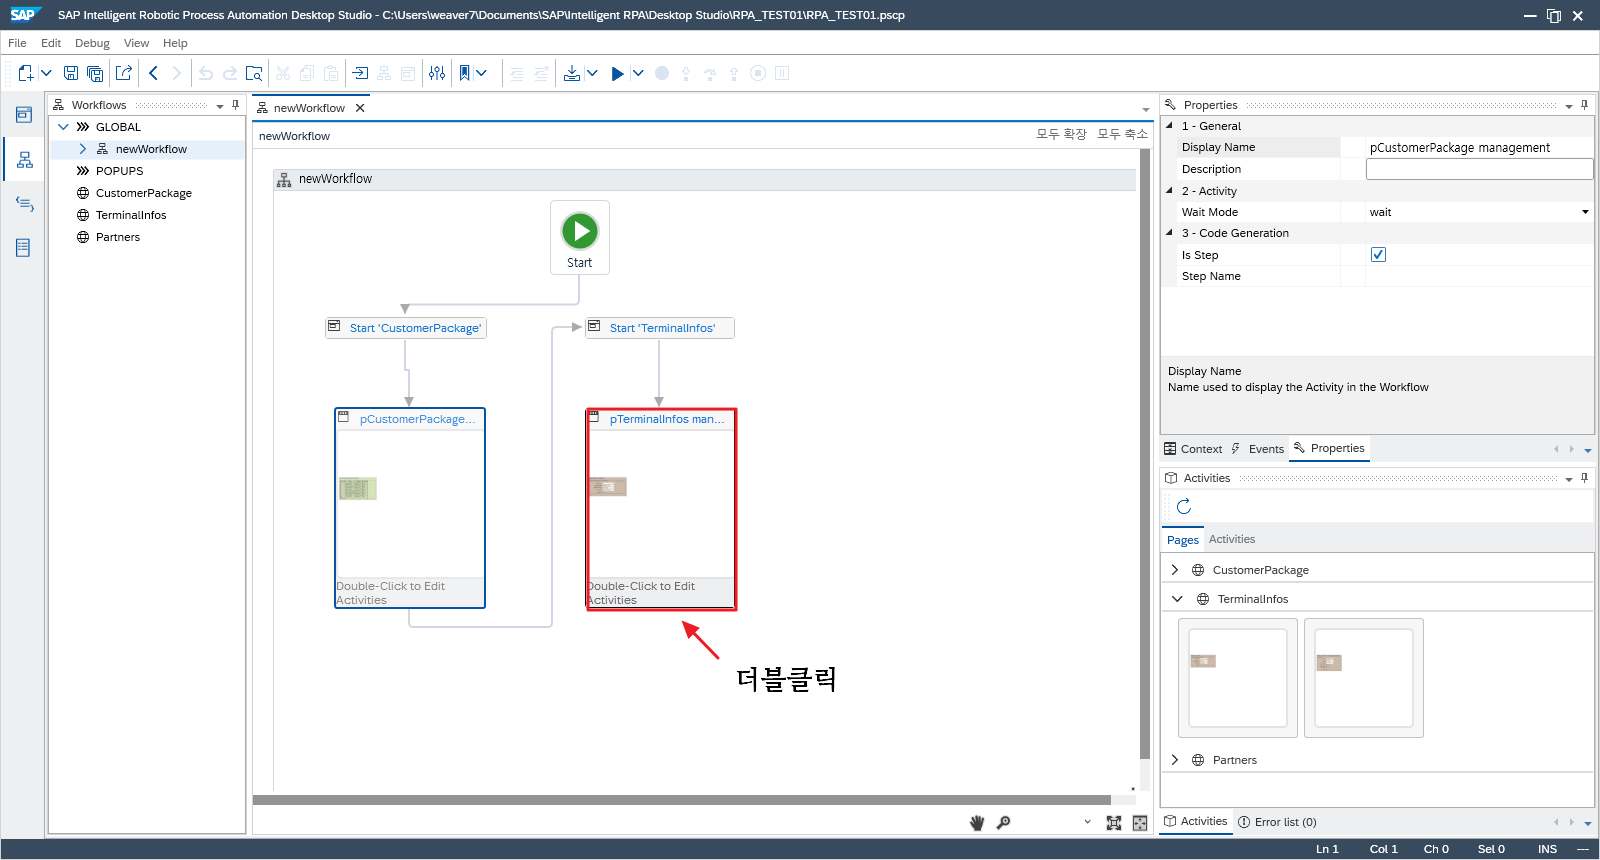 SAP
SAP Intelligent Robotic Process Automation Desktop Studio - C:\Users\weaver7\Documents\SAP\Intelligent RPA\Desktop Studio\RPA_TEST01\RPA_TEST01.pscp
File Edit Debug View Help
Workflows
GLOBAL
newWorkflow
POPUPS
CustomerPackage
TerminalInfos
Partners
newWorkflow
newWorkflow
모두 확장 모두 축소
newWorkflow
Start
Start 'CustomerPackage'
Start 'TerminalInfos'
pCustomerPackage...
pTerminalInfos man...
Double-Click to Edit
Activities
Double-Click to Edit
Activities
더블클릭
Properties
1 - General
Display Name pCustomerPackage management
Description
2 - Activity
Wait Mode wait
3 - Code Generation
Is Step
Step Name
Display Name
Name used to display the Activity in the Workflow
Context Events Properties
Activities
Pages Activities
CustomerPackage
TerminalInfos
Partners
Activities Error list (0)
Ln 1 Col 1 Ch 0 Sel 0 INS ---